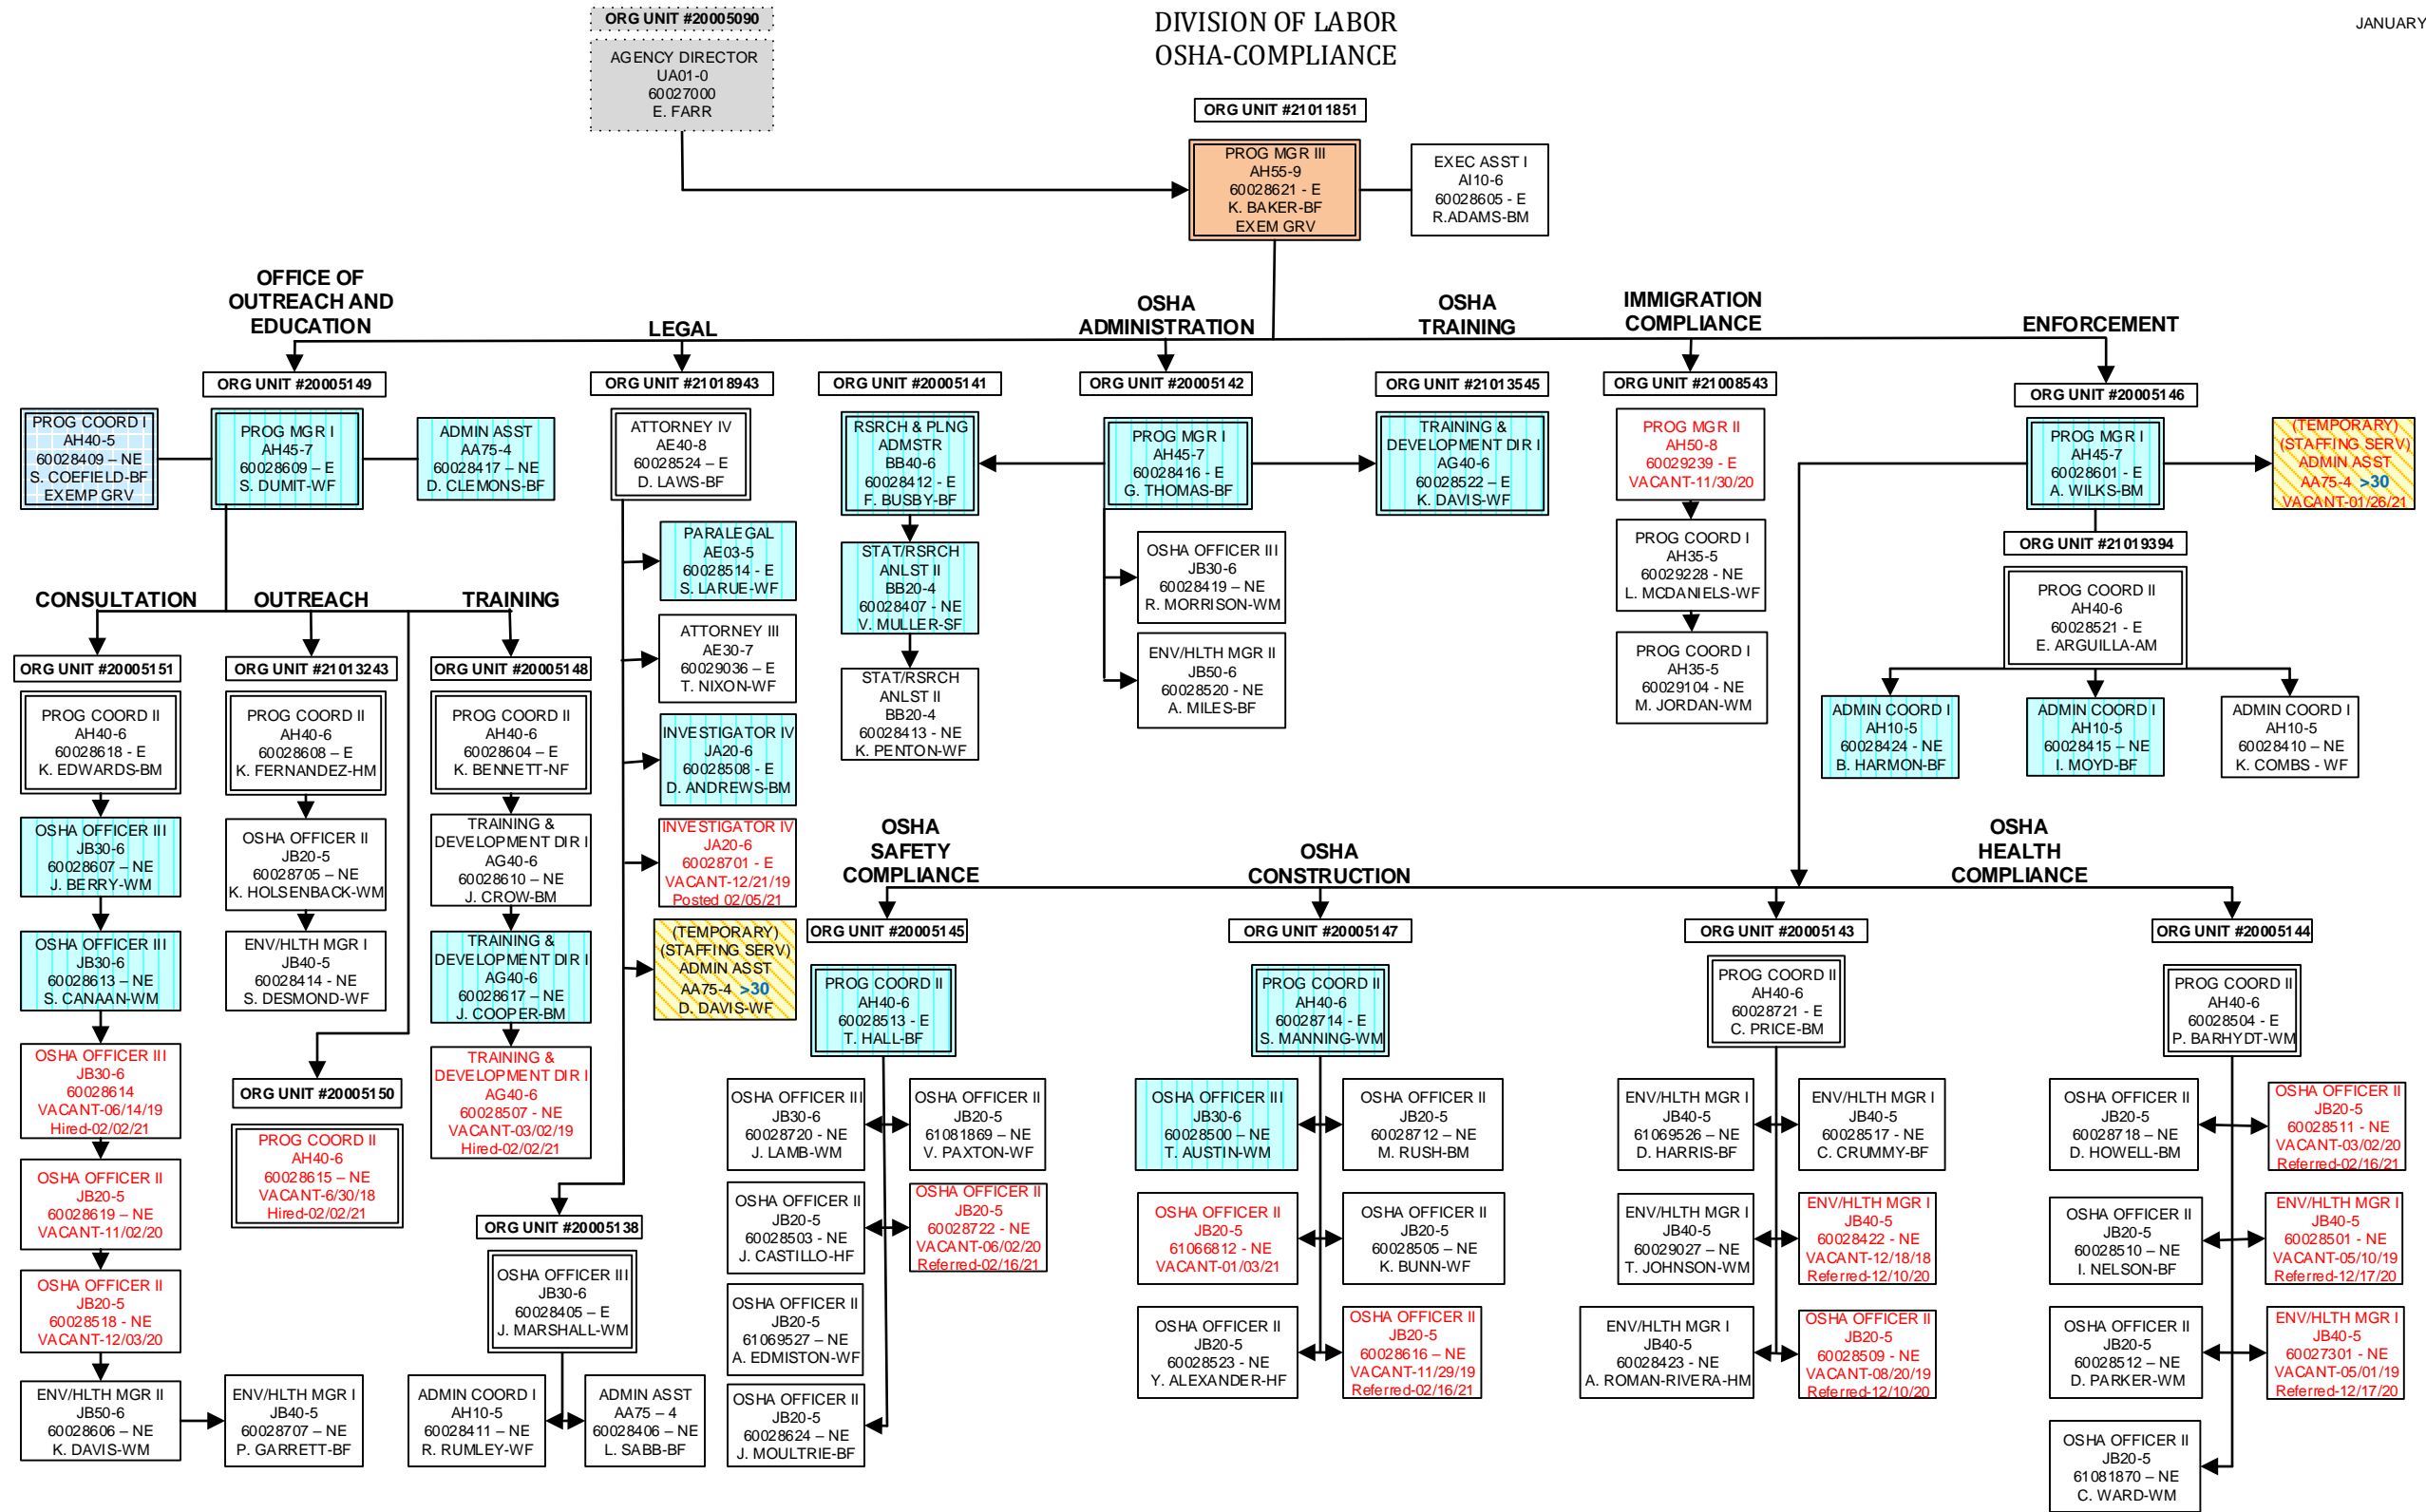 ORG UNIT #20005090
DIVISION OF LABOR
OSHA-COMPLIANCE
JANUARY
AGENCY DIRECTOR
UA01-0
60027000
E. FARR
ORG UNIT #21011851
PROG MGR III
AH55-9
60028621 - E
K. BAKER-BF
EXEM GRV
EXEC ASST I
AI10-6
60028605 - E
R.ADAMS-BM
OFFICE OF
OUTREACH AND
EDUCATION
LEGAL
OSHA
ADMINISTRATION
OSHA
TRAINING
IMMIGRATION
COMPLIANCE
ENFORCEMENT
ORG UNIT #20005149
ORG UNIT #21018943
ORG UNIT #20005141
ORG UNIT #20005142
ORG UNIT #21013545
ORG UNIT #21008543
ORG UNIT #20005146
PROG COORD I
AH40-5
60028409 – NE
S. COEFIELD-BF
EXEMP GRV
PROG MGR I
AH45-7
60028609 – E
S. DUMIT-WF
ADMIN ASST
AA75-4
60028417 – NE
D. CLEMONS-BF
ATTORNEY IV
AE40-8
60028524 – E
D. LAWS-BF
RSRCH & PLNG
ADMSTR
BB40-6
60028412 - E
F. BUSBY-BF
PROG MGR I
AH45-7
60028416 - E
G. THOMAS-BF
TRAINING &
DEVELOPMENT DIR I
AG40-6
60028522 – E
K. DAVIS-WF
PROG MGR II
AH50-8
60029239 - E
VACANT-11/30/20
PROG MGR I
AH45-7
60028601 - E
A. WILKS-BM
(TEMPORARY)
(STAFFING SERV)
ADMIN ASST
AA75-4 >30
VACANT-01/26/21
PARALEGAL
AE03-5
60028514 - E
S. LARUE-WF
STAT/RSRCH
ANLST II
BB20-4
60028407 - NE
V. MULLER-SF
OSHA OFFICER III
JB30-6
60028419 – NE
R. MORRISON-WM
PROG COORD I
AH35-5
60029228 - NE
L. MCDANIELS-WF
ORG UNIT #21019394
PROG COORD II
AH40-6
60028521 - E
E. ARGUILLA-AM
CONSULTATION
OUTREACH
TRAINING
ORG UNIT #20005151
ORG UNIT #21013243
ORG UNIT #20005148
ATTORNEY III
AE30-7
60029036 – E
T. NIXON-WF
STAT/RSRCH
ANLST II
BB20-4
60028413 - NE
K. PENTON-WF
ENV/HLTH MGR II
JB50-6
60028520 - NE
A. MILES-BF
PROG COORD I
AH35-5
60029104 - NE
M. JORDAN-WM
ADMIN COORD I
AH10-5
60028424 - NE
B. HARMON-BF
ADMIN COORD I
AH10-5
60028415 – NE
I. MOYD-BF
ADMIN COORD I
AH10-5
60028410 – NE
K. COMBS - WF
PROG COORD II
AH40-6
60028618 - E
K. EDWARDS-BM
PROG COORD II
AH40-6
60028608 – E
K. FERNANDEZ-HM
PROG COORD II
AH40-6
60028604 – E
K. BENNETT-NF
INVESTIGATOR IV
JA20-6
60028508 - E
D. ANDREWS-BM
OSHA OFFICER III
JB30-6
60028607 – NE
J. BERRY-WM
OSHA OFFICER II
JB20-5
60028705 – NE
K. HOLSENBACK-WM
TRAINING &
DEVELOPMENT DIR I
AG40-6
60028610 – NE
J. CROW-BM
INVESTIGATOR IV
JA20-6
60028701 - E
VACANT-12/21/19
Posted 02/05/21
OSHA
SAFETY
COMPLIANCE
OSHA
CONSTRUCTION
OSHA
HEALTH
COMPLIANCE
OSHA OFFICER III
JB30-6
60028613 – NE
S. CANAAN-WM
ENV/HLTH MGR I
JB40-5
60028414 - NE
S. DESMOND-WF
TRAINING &
DEVELOPMENT DIR I
AG40-6
60028617 – NE
J. COOPER-BM
(TEMPORARY)
(STAFFING SERV)
ADMIN ASST
AA75-4 >30
D. DAVIS-WF
ORG UNIT #20005145
ORG UNIT #20005147
ORG UNIT #20005143
ORG UNIT #20005144
PROG COORD II
AH40-6
60028513 - E
T. HALL-BF
PROG COORD II
AH40-6
60028714 - E
S. MANNING-WM
PROG COORD II
AH40-6
60028721 - E
C. PRICE-BM
PROG COORD II
AH40-6
60028504 - E
P. BARHYDT-WM
OSHA OFFICER III
JB30-6
60028614
VACANT-06/14/19
Hired-02/02/21
ORG UNIT #20005150
PROG COORD II
AH40-6
60028615 – NE
VACANT-6/30/18
Hired-02/02/21
TRAINING &
DEVELOPMENT DIR I
AG40-6
60028507 - NE
VACANT-03/02/19
Hired-02/02/21
OSHA OFFICER III
JB30-6
60028720 - NE
J. LAMB-WM
OSHA OFFICER II
JB20-5
61081869 – NE
V. PAXTON-WF
OSHA OFFICER III
JB30-6
60028500 – NE
T. AUSTIN-WM
OSHA OFFICER II
JB20-5
60028712 – NE
M. RUSH-BM
ENV/HLTH MGR I
JB40-5
61069526 – NE
D. HARRIS-BF
ENV/HLTH MGR I
JB40-5
60028517 - NE
C. CRUMMY-BF
OSHA OFFICER II
JB20-5
60028718 – NE
D. HOWELL-BM
OSHA OFFICER II
JB20-5
60028511 - NE
VACANT-03/02/20
Referred-02/16/21
OSHA OFFICER II
JB20-5
60028619 – NE
VACANT-11/02/20
ORG UNIT #20005138
OSHA OFFICER II
JB20-5
60028503 - NE
J. CASTILLO-HF
OSHA OFFICER II
JB20-5
60028722 - NE
VACANT-06/02/20
Referred-02/16/21
OSHA OFFICER II
JB20-5
61066812 - NE
VACANT-01/03/21
OSHA OFFICER II
JB20-5
60028505 – NE
K. BUNN-WF
ENV/HLTH MGR I
JB40-5
60029027 – NE
T. JOHNSON-WM
ENV/HLTH MGR I
JB40-5
60028422 - NE
VACANT-12/18/18
Referred-12/10/20
OSHA OFFICER II
JB20-5
60028510 – NE
I. NELSON-BF
ENV/HLTH MGR I
JB40-5
60028501 - NE
VACANT-05/10/19
Referred-12/17/20
OSHA OFFICER II
JB20-5
60028518 - NE
VACANT-12/03/20
OSHA OFFICER III
JB30-6
60028405 – E
J. MARSHALL-WM
OSHA OFFICER II
JB20-5
61069527 – NE
A. EDMISTON-WF
OSHA OFFICER II
JB20-5
60028523 - NE
Y. ALEXANDER-HF
OSHA OFFICER II
JB20-5
60028616 – NE
VACANT-11/29/19
Referred-02/16/21
ENV/HLTH MGR I
JB40-5
60028423 - NE
A. ROMAN-RIVERA-HM
OSHA OFFICER II
JB20-5
60028509 - NE
VACANT-08/20/19
Referred-12/10/20
OSHA OFFICER II
JB20-5
60028512 – NE
D. PARKER-WM
ENV/HLTH MGR I
JB40-5
60027301 - NE
VACANT-05/01/19
Referred-12/17/20
ENV/HLTH MGR II
JB50-6
60028606 – NE
K. DAVIS-WM
ENV/HLTH MGR I
JB40-5
60028707 – NE
P. GARRETT-BF
ADMIN COORD I
AH10-5
60028411 – NE
R. RUMLEY-WF
ADMIN ASST
AA75 – 4
60028406 – NE
L. SABB-BF
OSHA OFFICER II
JB20-5
60028624 – NE
J. MOULTRIE-BF
OSHA OFFICER II
JB20-5
61081870 – NE
C. WARD-WM